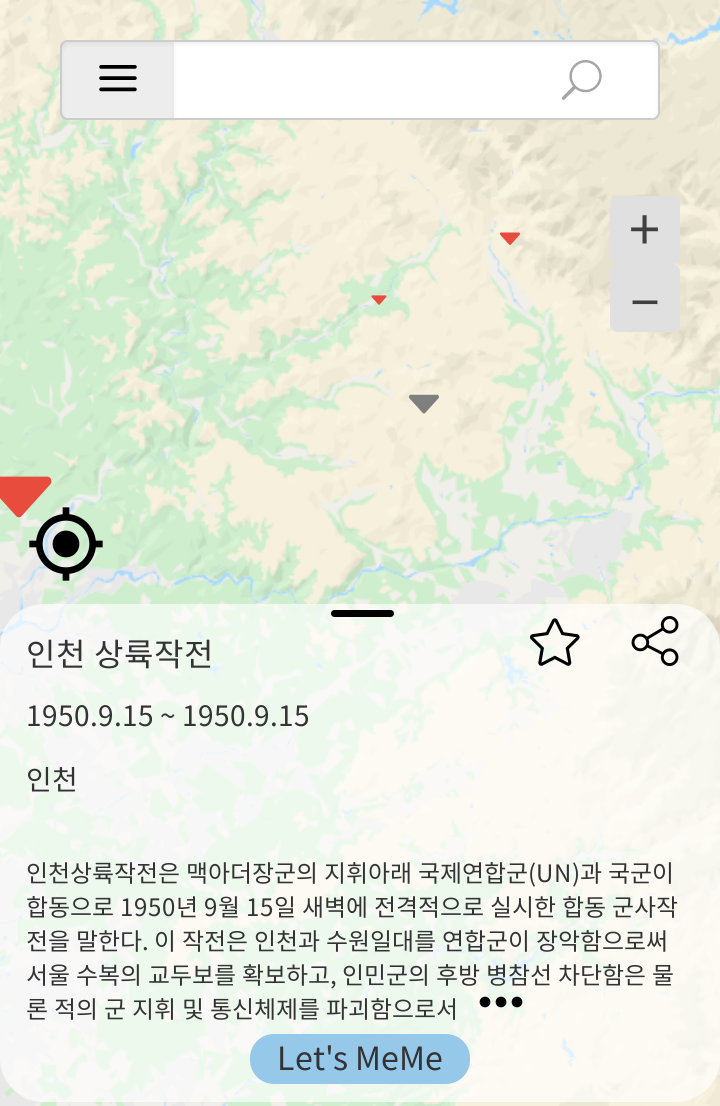 인천 상륙작전
1950.9.15 ~ 1950.9.15
인천
인천상륙작전은 맥아더장군의 지휘아래 국제연합군(UN)과 국군이
합동으로 1950년 9월 15일 새벽에 전격적으로 실시한 합동 군사작
전을 말한다. 이 작전은 인천과 수원일대를 연합군이 장악함으로써
서울 수복의 교두보를 확보하고, 인민군의 후방 병참선 차단함은 물
론 적의 군 지휘 및 통신체제를 파괴함으로서 •••
Let's MeMe